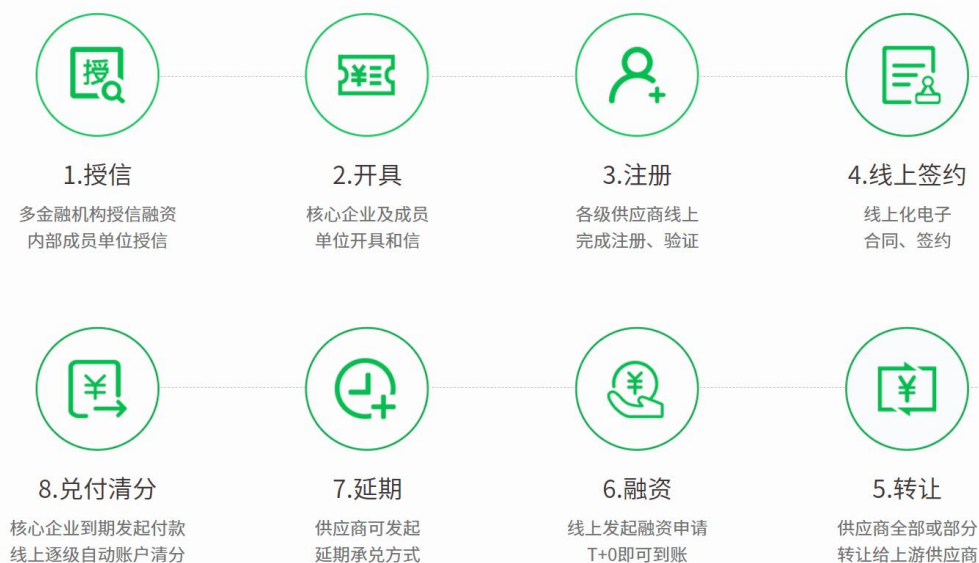 授
1.授信
多金融机构授信融资
内部成员单位授信
¥
2.开具
核心企业及成员
单位开具和信
3.注册
各级供应商线上
完成注册、验证
4.线上签约
线上化电子
合同、签约
¥
8.兑付清分
核心企业到期发起付款
线上逐级自动账户清分
7.延期
供应商可发起
延期承兑方式
¥
6.融资
线上发起融资申请
T+0即可到账
¥
5.转让
供应商全部或部分
转让给上游供应商